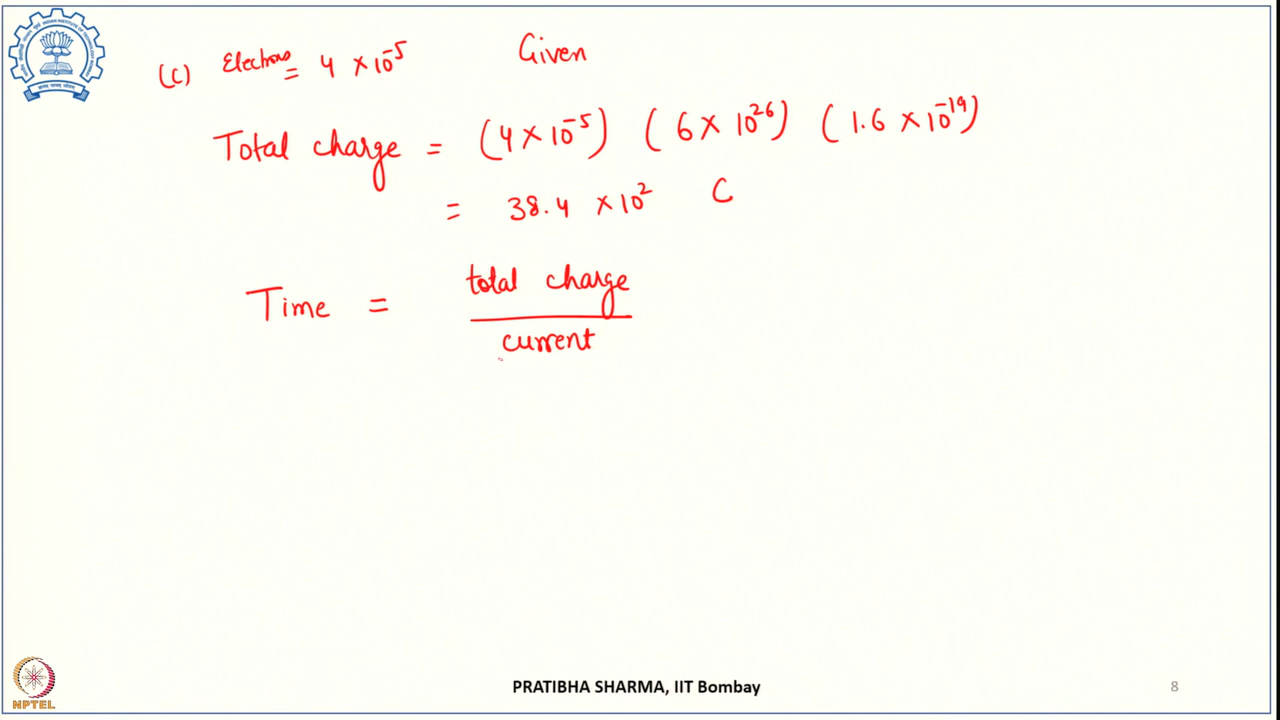 (c) Electrons = 4 × 10⁻⁵ Given
Total charge = (4 × 10⁻⁵) (6 × 10²⁶) (1.6 × 10⁻¹⁹)
= 38.4 × 10² C
Time = total charge
current
PRATIBHA SHARMA, IIT Bombay
8
NPTEL